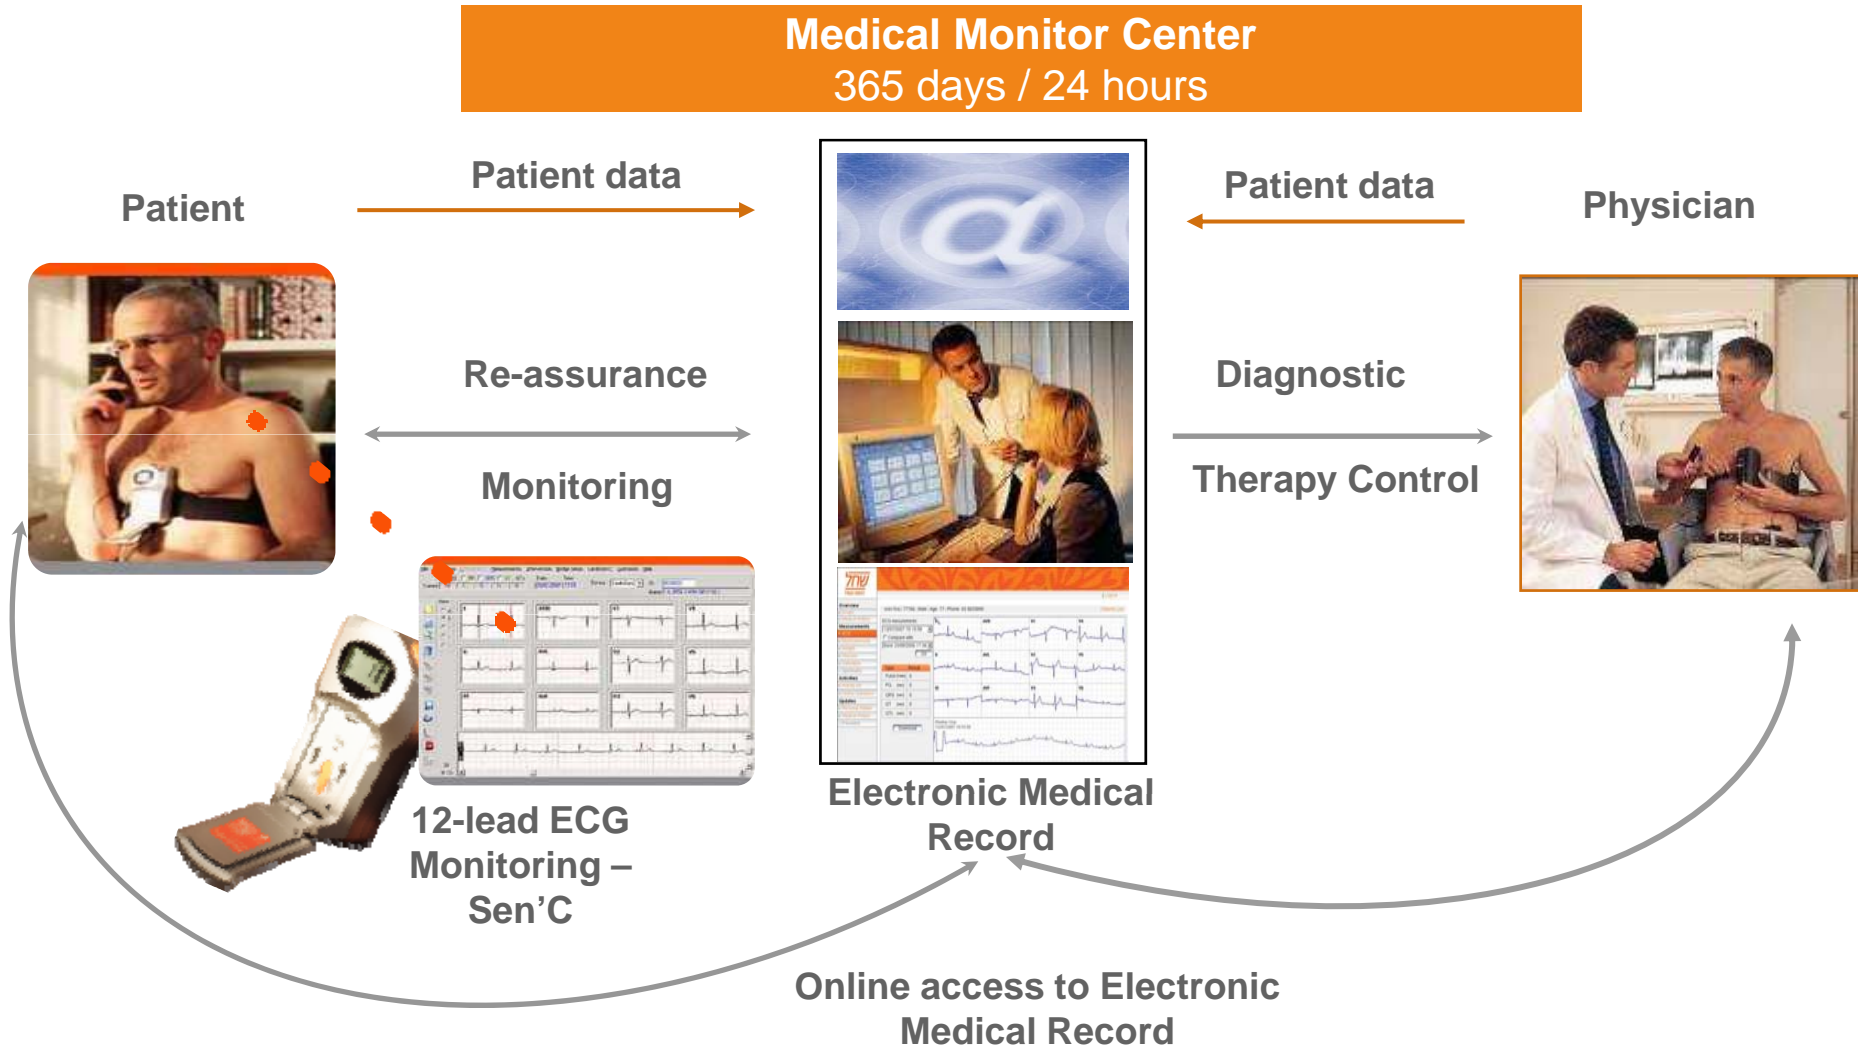 Medical Monitor Center
365 days / 24 hours
Patient data
Patient data
Patient
Physician
Re-assurance
Diagnostic
Monitoring
Therapy Control
שחל
12-lead ECG
Monitoring –
Sen’C
Electronic Medical
Record
Online access to Electronic
Medical Record